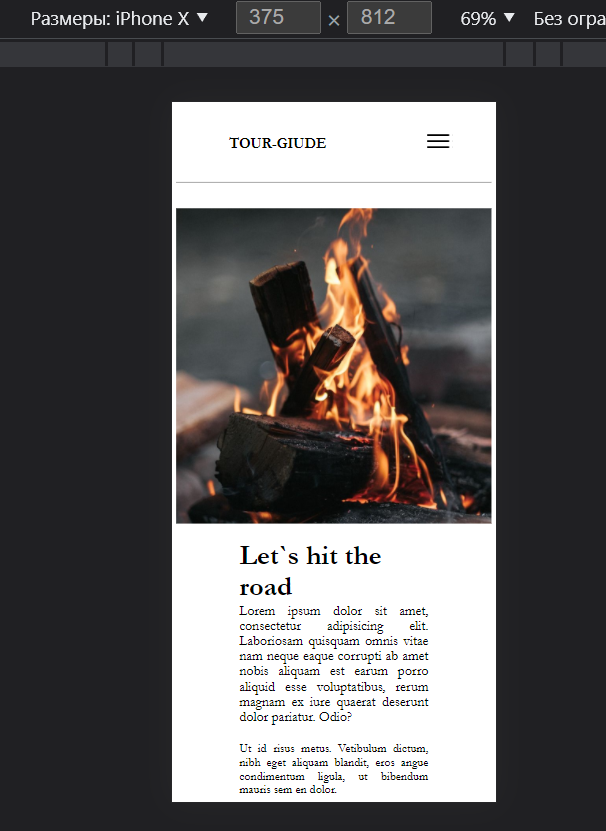 Размеры: iPhone X ▼ 375 × 812 69% ▼ Без огра
TOUR-GIUDE
Let`s hit the
road
Lorem ipsum dolor sit amet,
consectetur adipisicing elit.
Laboriosam quisquam omnis vitae
nam neque eaque corrupti ab amet
nobis aliquam est earum porro
aliquid esse voluptatibus, rerum
magnam ex iure quaerat deserunt
dolor pariatur. Odio?
Ut id risus metus. Vetibulum dictum,
nibh eget aliquam blandit, eros angue
condimentum ligula, ut bibendum
mauris sem en dolor.